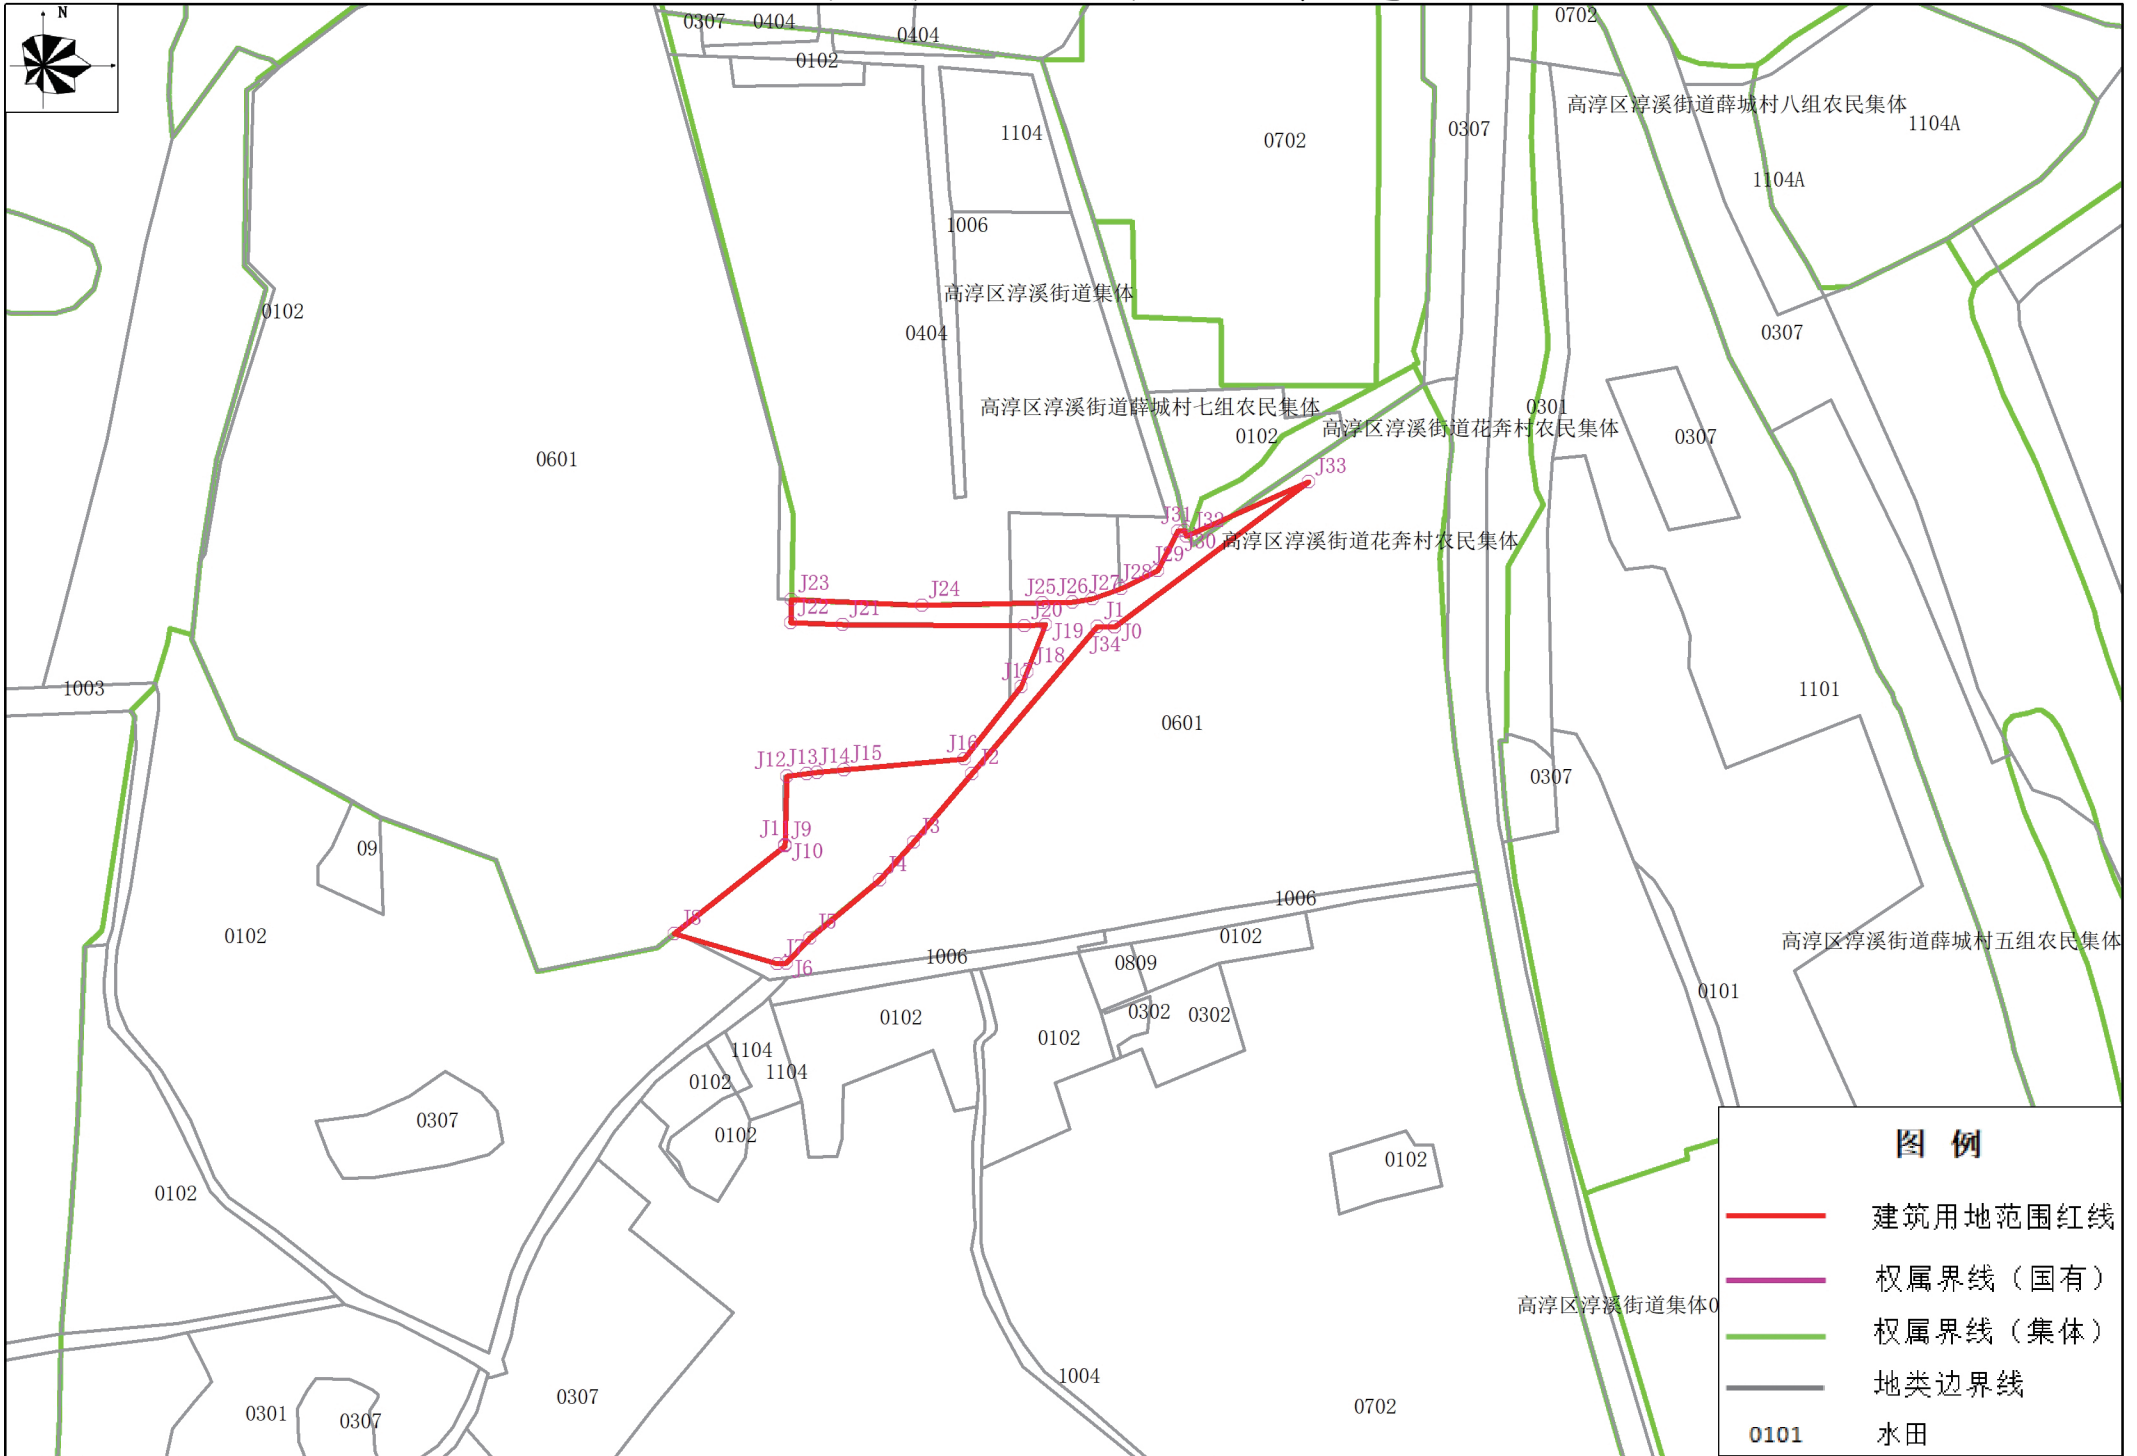 N
0307
0404
0404
0102
0702
高淳区淳溪街道薛城村八组农民集体
1104A
1104
0702
0307
1104A
1006
高淳区淳溪街道集体
0102
0404
0307
高淳区淳溪街道薛城村七组农民集体
0301
高淳区淳溪街道花奔村农民集体
0102
0307
0601
J33
J31
J32
J30
高淳区淳溪街道花奔村农民集体
J29
J28
J27
J23
J24
J25
J26
J22
J21
J20
J1
J19
J0
J34
J18
J17
1003
1101
0601
J16
J12
J13
J14
J15
J2
0307
J3
J1
J9
J10
09
J4
1006
J8
J5
0102
0102
高淳区淳溪街道薛城村五组农民集体
J7
J6
1006
0809
0101
0102
0302
0302
0102
1104
1104
0102
0307
0102
0102
0102
图 例
建筑用地范围红线
权属界线（国有）
高淳区淳溪街道集体0
权属界线（集体）
1004
地类边界线
0307
0702
0301
0307
0101
水田